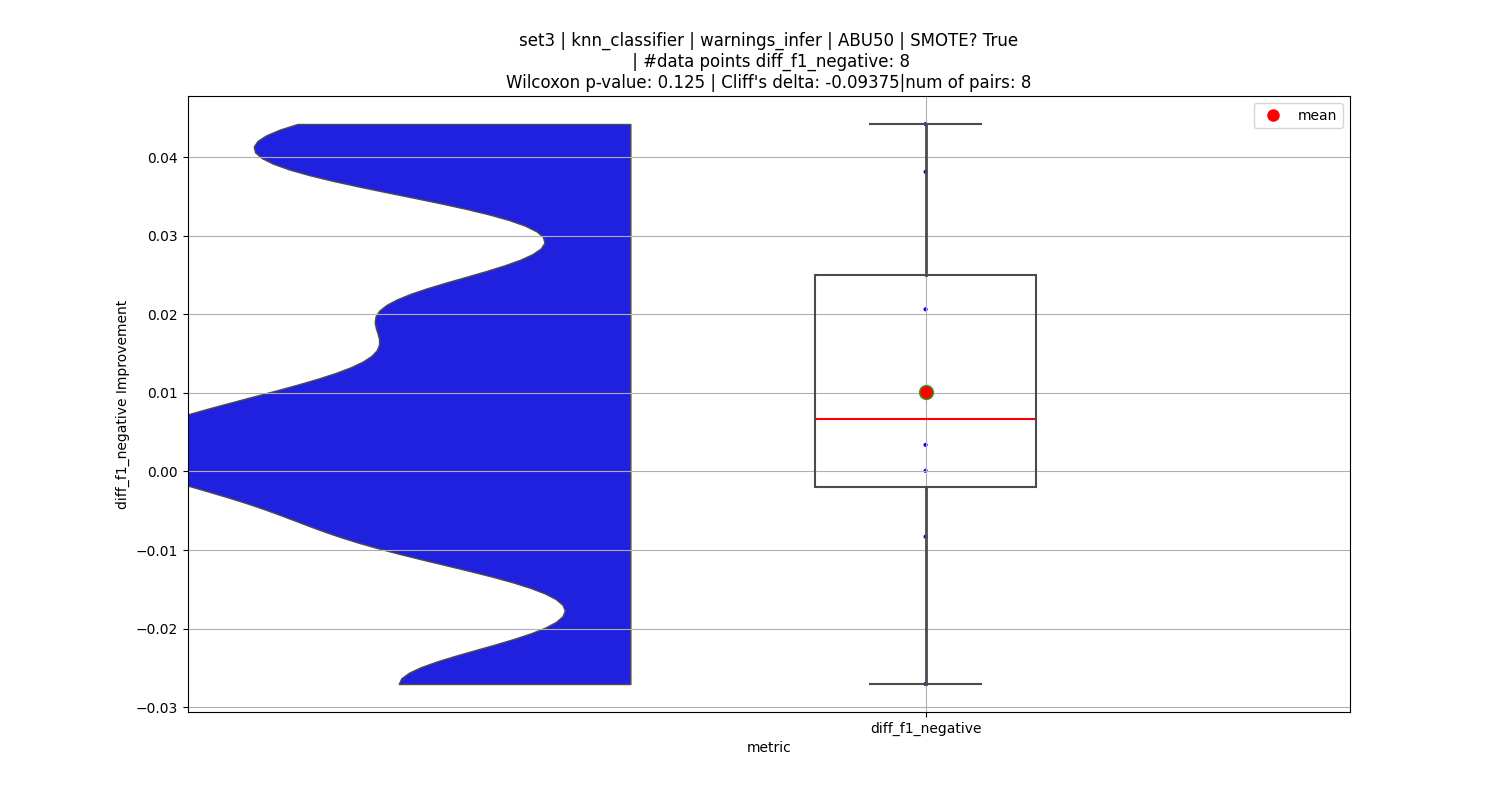 set3 | knn_classifier | warnings_infer | ABU50 | SMOTE? True
| #data points diff_f1_negative: 8
Wilcoxon p-value: 0.125 | Cliff's delta: -0.09375|num of pairs: 8
mean
0.04
0.03
0.02
0.01
0.00
−0.01
−0.02
−0.03
diff_f1_negative Improvement
diff_f1_negative
metric